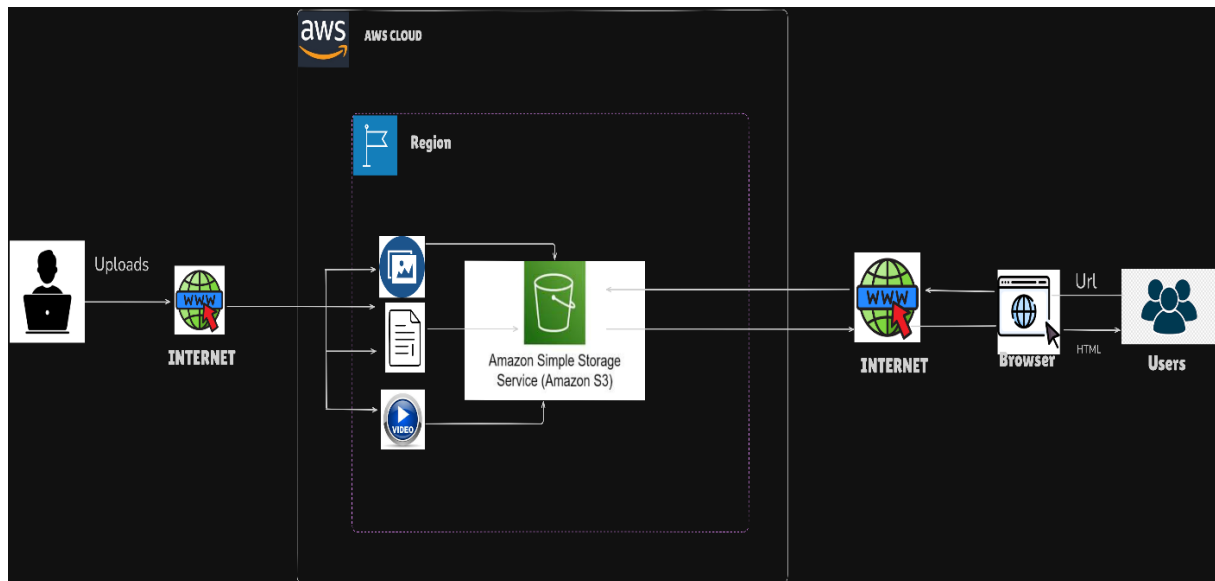 aws
AWS CLOUD
Region
Uploads
WWW
INTERNET
VIDEO
Amazon Simple Storage
Service (Amazon S3)
WWW
INTERNET
Browser
Url
HTML
Users